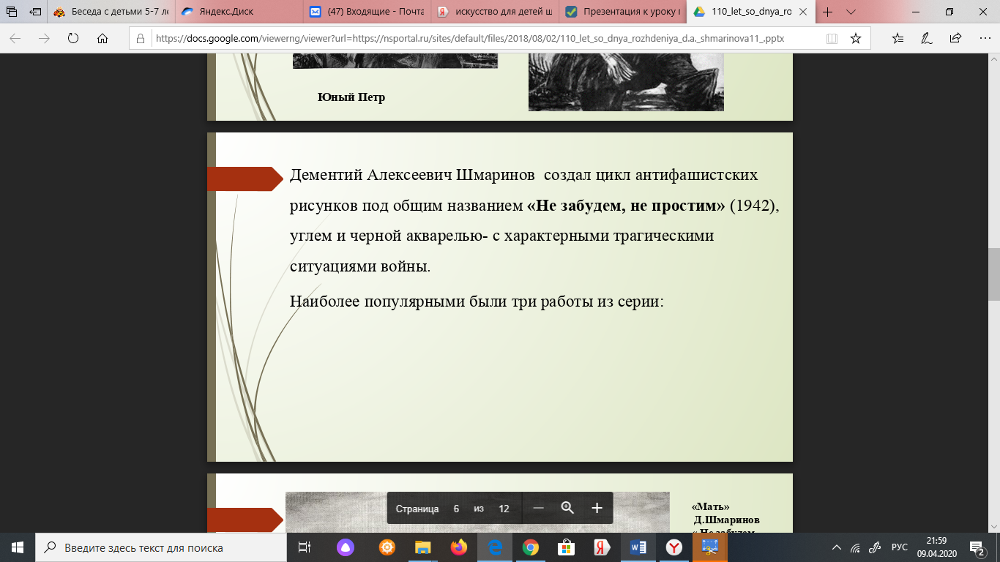 Беседа с детьми 5-7 ле
Яндекс.Диск
(47) Входящие - Почта
искусство для детей ш
Презентация к уроку п
110_let_so_dnya_ro
https://docs.google.com/viewerng/viewer?url=https://nsportal.ru/sites/default/files/2018/08/02/110_let_so_dnya_rozhdeniya_d.a._shmarinova11_.pptx
Юный Петр
Дементий Алексеевич Шмаринов создал цикл антифашистских
рисунков под общим названием «Не забудем, не простим» (1942),
углем и черной акварелью- с характерными трагическими
ситуациями войны.
Наиболее популярными были три работы из серии:
Страница 6 из 12
«Мать»
Д.Шмаринов
« Не забудем
Введите здесь текст для поиска
РУС
21:59
09.04.2020
2